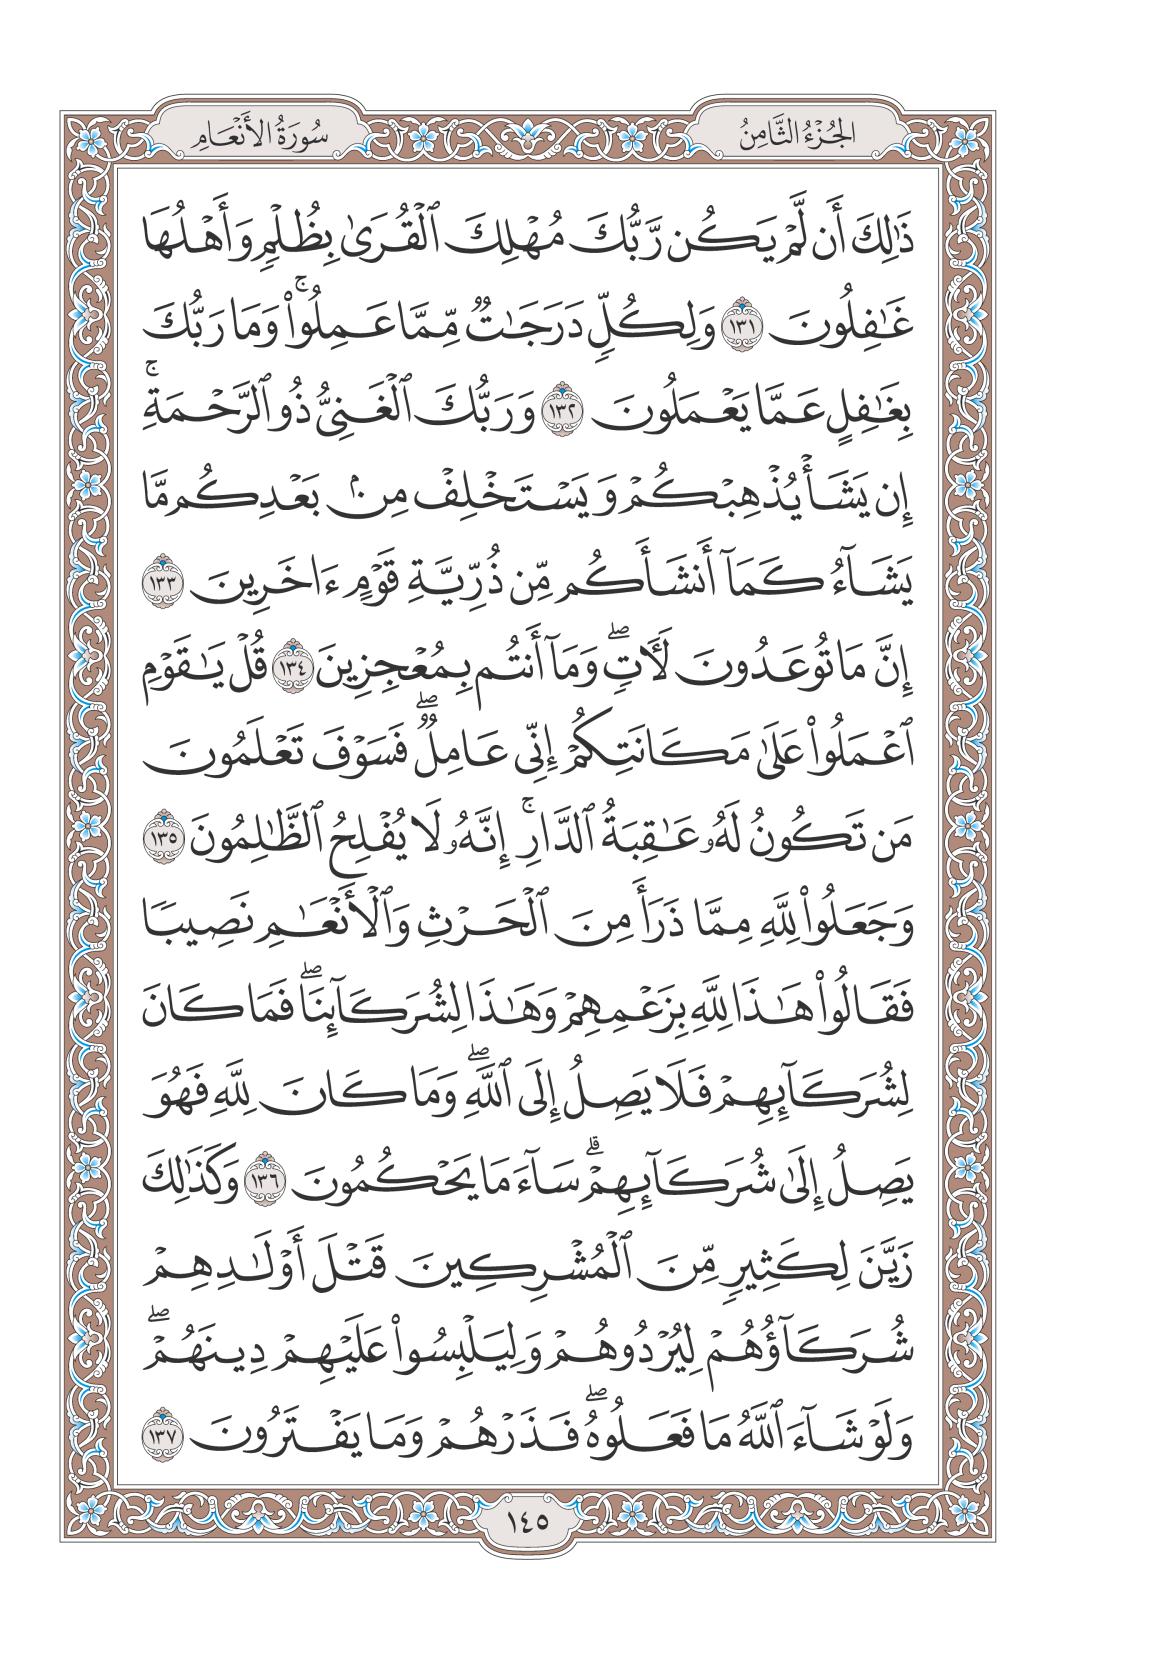 الجُزْءُ الثَّامِنُ
سُورَةُ الأَنْعَامِ
ذَٰلِكَ أَن لَّمْ يَكُن رَّبُّكَ مُهْلِكَ ٱلْقُرَىٰ بِظُلْمٍ وَأَهْلُهَا
غَٰفِلُونَ ١٣١ وَلِكُلٍّ دَرَجَٰتٌ مِّمَّا عَمِلُوا۟ ۚ وَمَا رَبُّكَ
بِغَٰفِلٍ عَمَّا يَعْمَلُونَ ١٣٢ وَرَبُّكَ ٱلْغَنِىُّ ذُو ٱلرَّحْمَةِ ۚ
إِن يَشَأْ يُذْهِبْكُمْ وَيَسْتَخْلِفْ مِنۢ بَعْدِكُم مَّا
يَشَآءُ كَمَآ أَنشَأَكُم مِّن ذُرِّيَّةِ قَوْمٍ ءَاخَرِينَ ١٣٣
إِنَّ مَا تُوعَدُونَ لَـَٔاتٍ ۖ وَمَآ أَنتُم بِمُعْجِزِينَ ١٣٤ قُلْ يَٰقَوْمِ
ٱعْمَلُوا۟ عَلَىٰ مَكَانَتِكُمْ إِنِّى عَامِلٌ ۖ فَسَوْفَ تَعْلَمُونَ
مَن تَكُونُ لَهُۥ عَٰقِبَةُ ٱلدَّارِ ۚ إِنَّهُۥ لَا يُفْلِحُ ٱلظَّٰلِمُونَ ١٣٥
وَجَعَلُوا۟ لِلَّهِ مِمَّا ذَرَأَ مِنَ ٱلْحَرْثِ وَٱلْأَنْعَٰمِ نَصِيبًا
فَقَالُوا۟ هَٰذَا لِلَّهِ بِزَعْمِهِمْ وَهَٰذَا لِشُرَكَآئِنَا ۖ فَمَا كَانَ
لِشُرَكَآئِهِمْ فَلَا يَصِلُ إِلَى ٱللَّهِ ۖ وَمَا كَانَ لِلَّهِ فَهُوَ
يَصِلُ إِلَىٰ شُرَكَآئِهِمْ ۗ سَآءَ مَا يَحْكُمُونَ ١٣٦ وَكَذَٰلِكَ
زَيَّنَ لِكَثِيرٍ مِّنَ ٱلْمُشْرِكِينَ قَتْلَ أَوْلَٰدِهِمْ
شُرَكَآؤُهُمْ لِيُرْدُوهُمْ وَلِيَلْبِسُوا۟ عَلَيْهِمْ دِينَهُمْ ۖ
وَلَوْ شَآءَ ٱللَّهُ مَا فَعَلُوهُ ۖ فَذَرْهُمْ وَمَا يَفْتَرُونَ ١٣٧
١٤٥